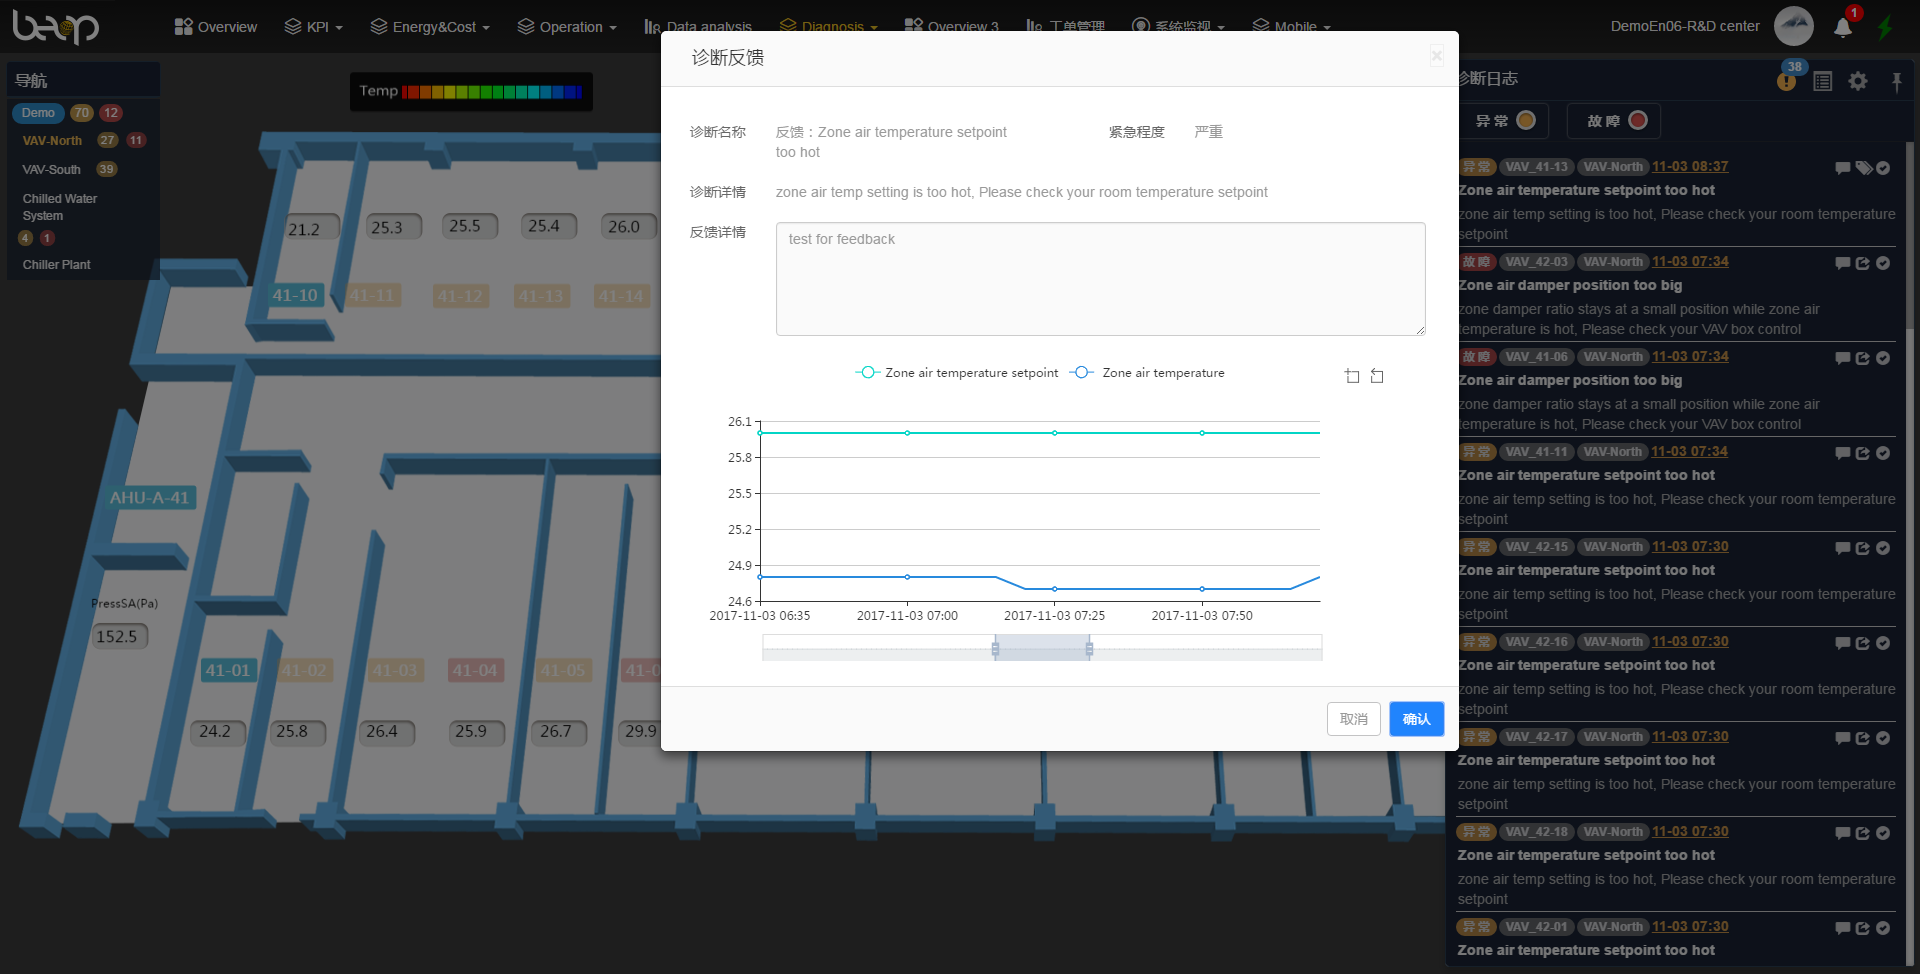 beop
Overview
KPI
Energy&Cost
Operation
Data analysis
Diagnosis
Overview 3
工单管理
系统监视
Mobile
DemoEn06-R&D center
1
导航
Demo 70 12
VAV-North 27 11
VAV-South 39
Chilled Water
System
4 1
Chiller Plant
Temp
21.2
25.3
25.5
25.4
26.0
41-10
41-11
41-12
41-13
41-14
AHU-A-41
PressSA(Pa)
152.5
41-01
41-02
41-03
41-04
41-05
24.2
25.8
26.4
25.9
26.7
29.9
诊断反馈
诊断名称
反馈：Zone air temperature setpoint
too hot
紧急程度
严重
诊断详情
zone air temp setting is too hot, Please check your room temperature setpoint
反馈详情
test for feedback
Zone air temperature setpoint
Zone air temperature
26.1
25.8
25.5
25.2
24.9
24.6
2017-11-03 06:35
2017-11-03 07:00
2017-11-03 07:25
2017-11-03 07:50
取消
确认
诊断日志
38
异常
故障
异常 VAV_41-13 VAV-North 11-03 08:37
Zone air temperature setpoint too hot
zone air temp setting is too hot, Please check your room temperature
setpoint
故障 VAV_42-03 VAV-North 11-03 07:34
Zone air damper position too big
zone damper ratio stays at a small position while zone air
temperature is hot, Please check your VAV box control
故障 VAV_41-06 VAV-North 11-03 07:34
Zone air damper position too big
zone damper ratio stays at a small position while zone air
temperature is hot, Please check your VAV box control
异常 VAV_41-11 VAV-North 11-03 07:34
Zone air temperature setpoint too hot
zone air temp setting is too hot, Please check your room temperature
setpoint
异常 VAV_42-15 VAV-North 11-03 07:30
Zone air temperature setpoint too hot
zone air temp setting is too hot, Please check your room temperature
setpoint
异常 VAV_42-16 VAV-North 11-03 07:30
Zone air temperature setpoint too hot
zone air temp setting is too hot, Please check your room temperature
setpoint
异常 VAV_42-17 VAV-North 11-03 07:30
Zone air temperature setpoint too hot
zone air temp setting is too hot, Please check your room temperature
setpoint
异常 VAV_42-18 VAV-North 11-03 07:30
Zone air temperature setpoint too hot
zone air temp setting is too hot, Please check your room temperature
setpoint
异常 VAV_42-01 VAV-North 11-03 07:30
Zone air temperature setpoint too hot